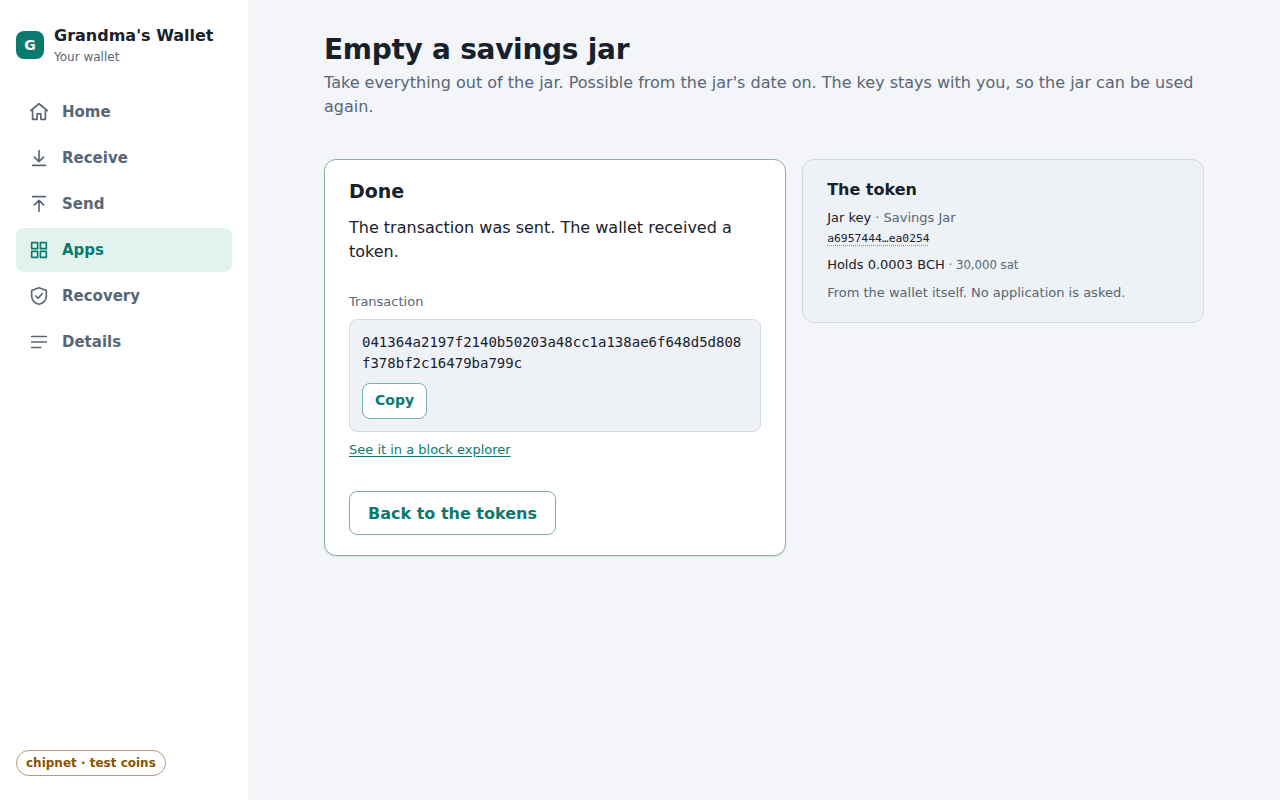 G
Grandma's Wallet
Your wallet
Home
Receive
Send
Apps
Recovery
Details
chipnet · test coins
Empty a savings jar
Take everything out of the jar. Possible from the jar's date on. The key stays with you, so the jar can be used
again.
Done
The transaction was sent. The wallet received a
token.
Transaction
041364a2197f2140b50203a48cc1a138ae6f648d5d808
f378bf2c16479ba799c
Copy
See it in a block explorer
Back to the tokens
The token
Jar key · Savings Jar
a6957444…ea0254
Holds 0.0003 BCH · 30,000 sat
From the wallet itself. No application is asked.